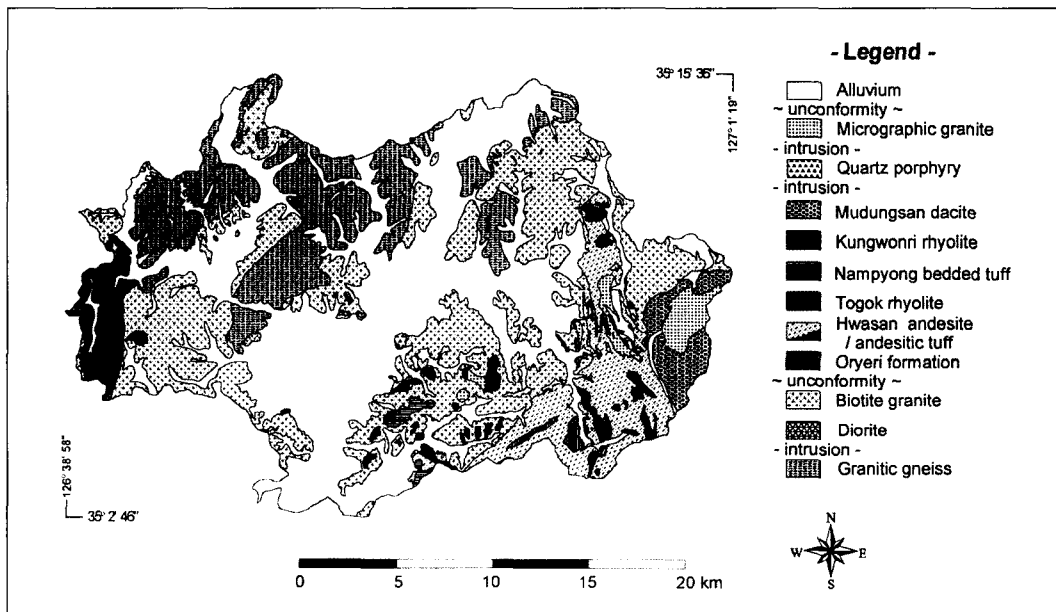 - Legend -
35° 15' 36"
127° 1' 19"
Alluvium
~ unconformity ~
Micrographic granite
- intrusion -
Quartz porphyry
- intrusion -
Mudungsan dacite
Kungwonri rhyolite
Nampyong bedded tuff
Togok rhyolite
Hwasan andesite
/ andesitic tuff
Oryeri formation
~ unconformity ~
Biotite granite
Diorite
- intrusion -
Granitic gneiss
126° 38' 58"
35° 2' 46"
N
W E
S
0 5 10 15 20 km